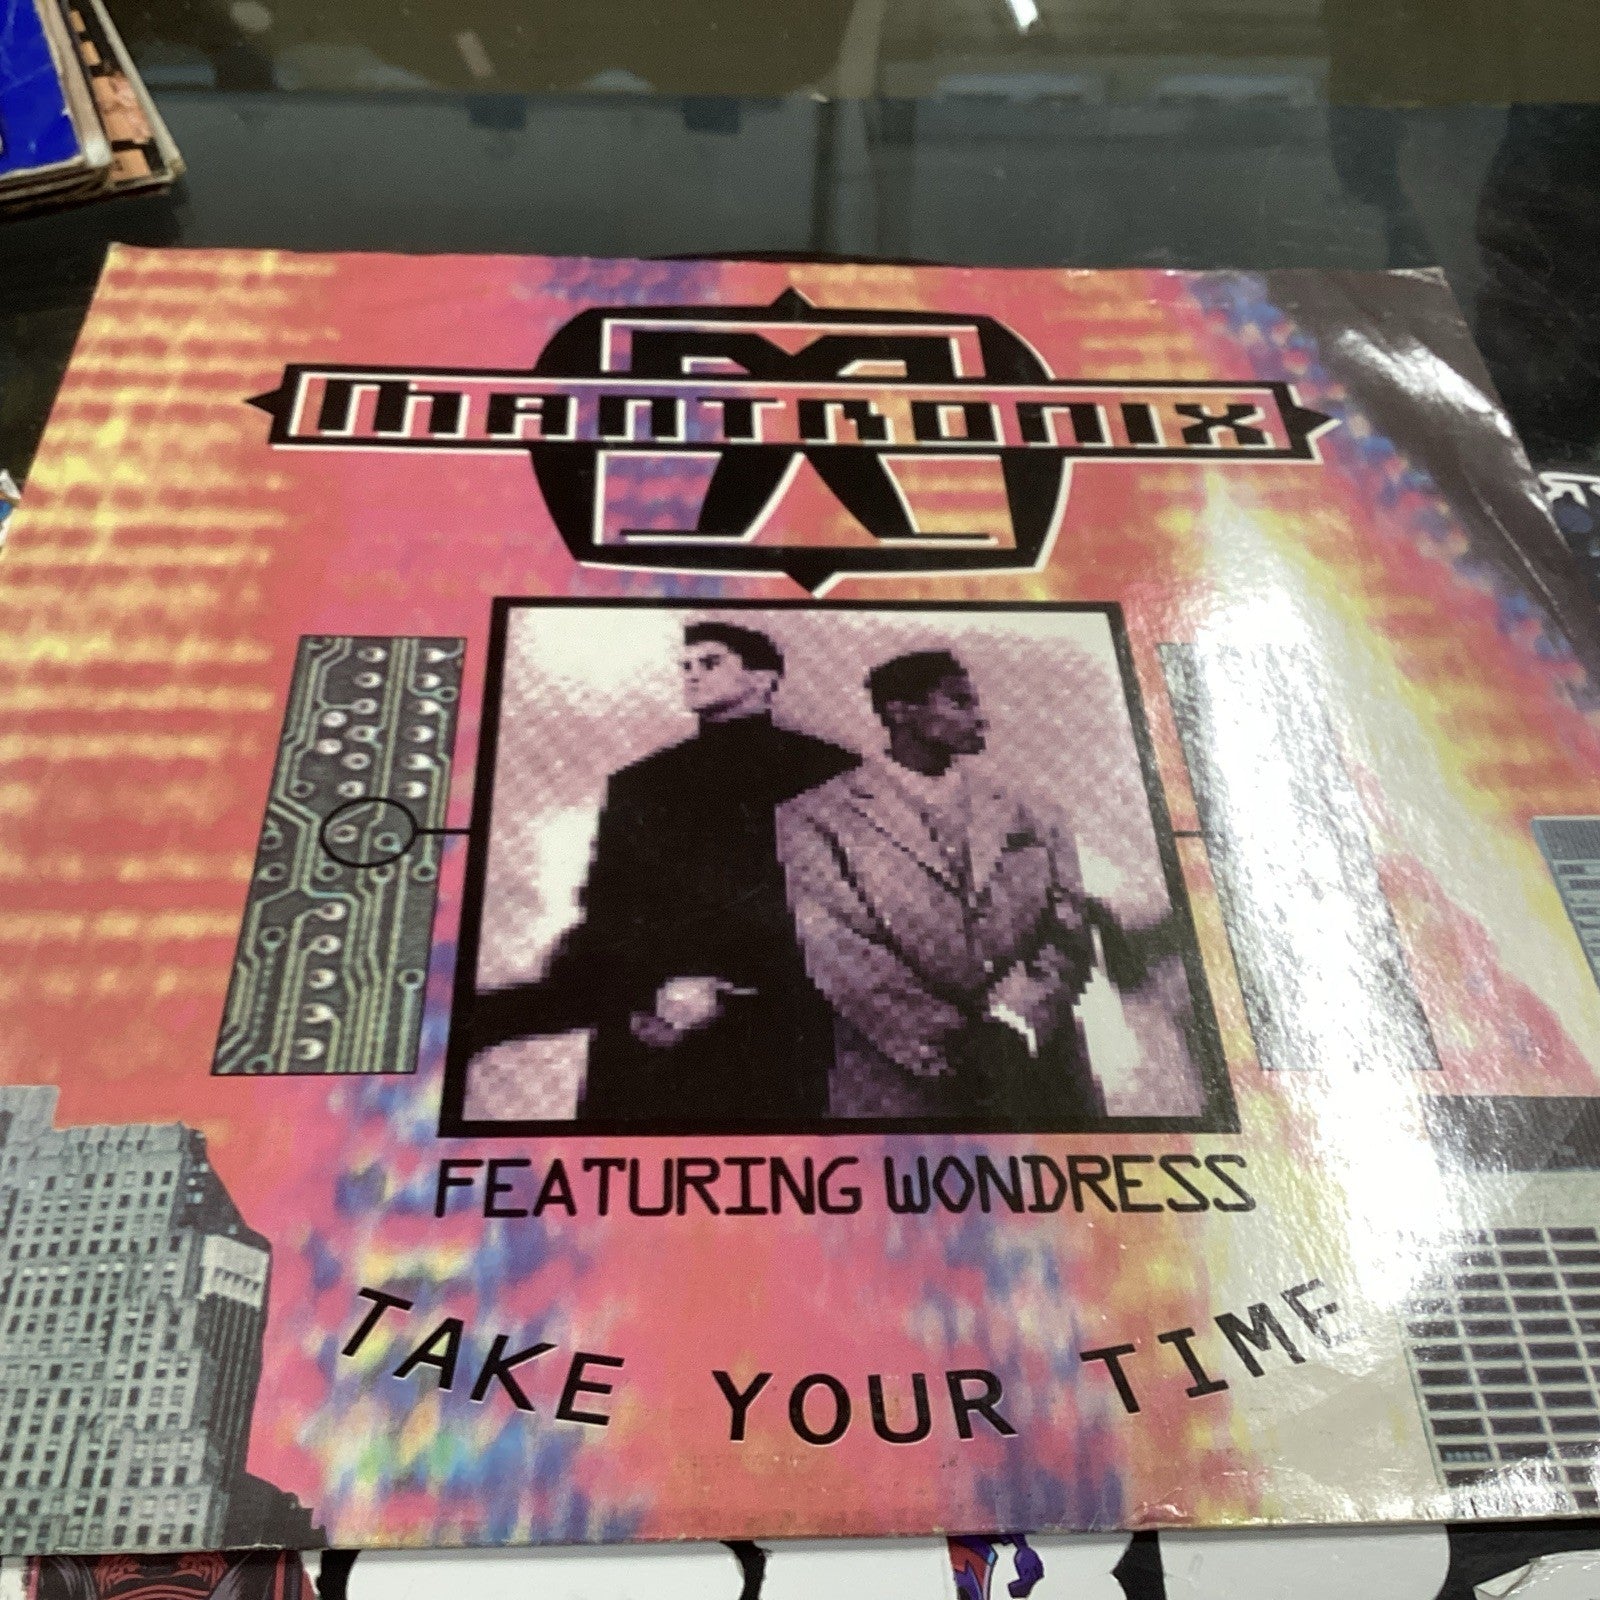 MANTRONIX
FEATURING WONDRESS
TAKE YOUR TIME